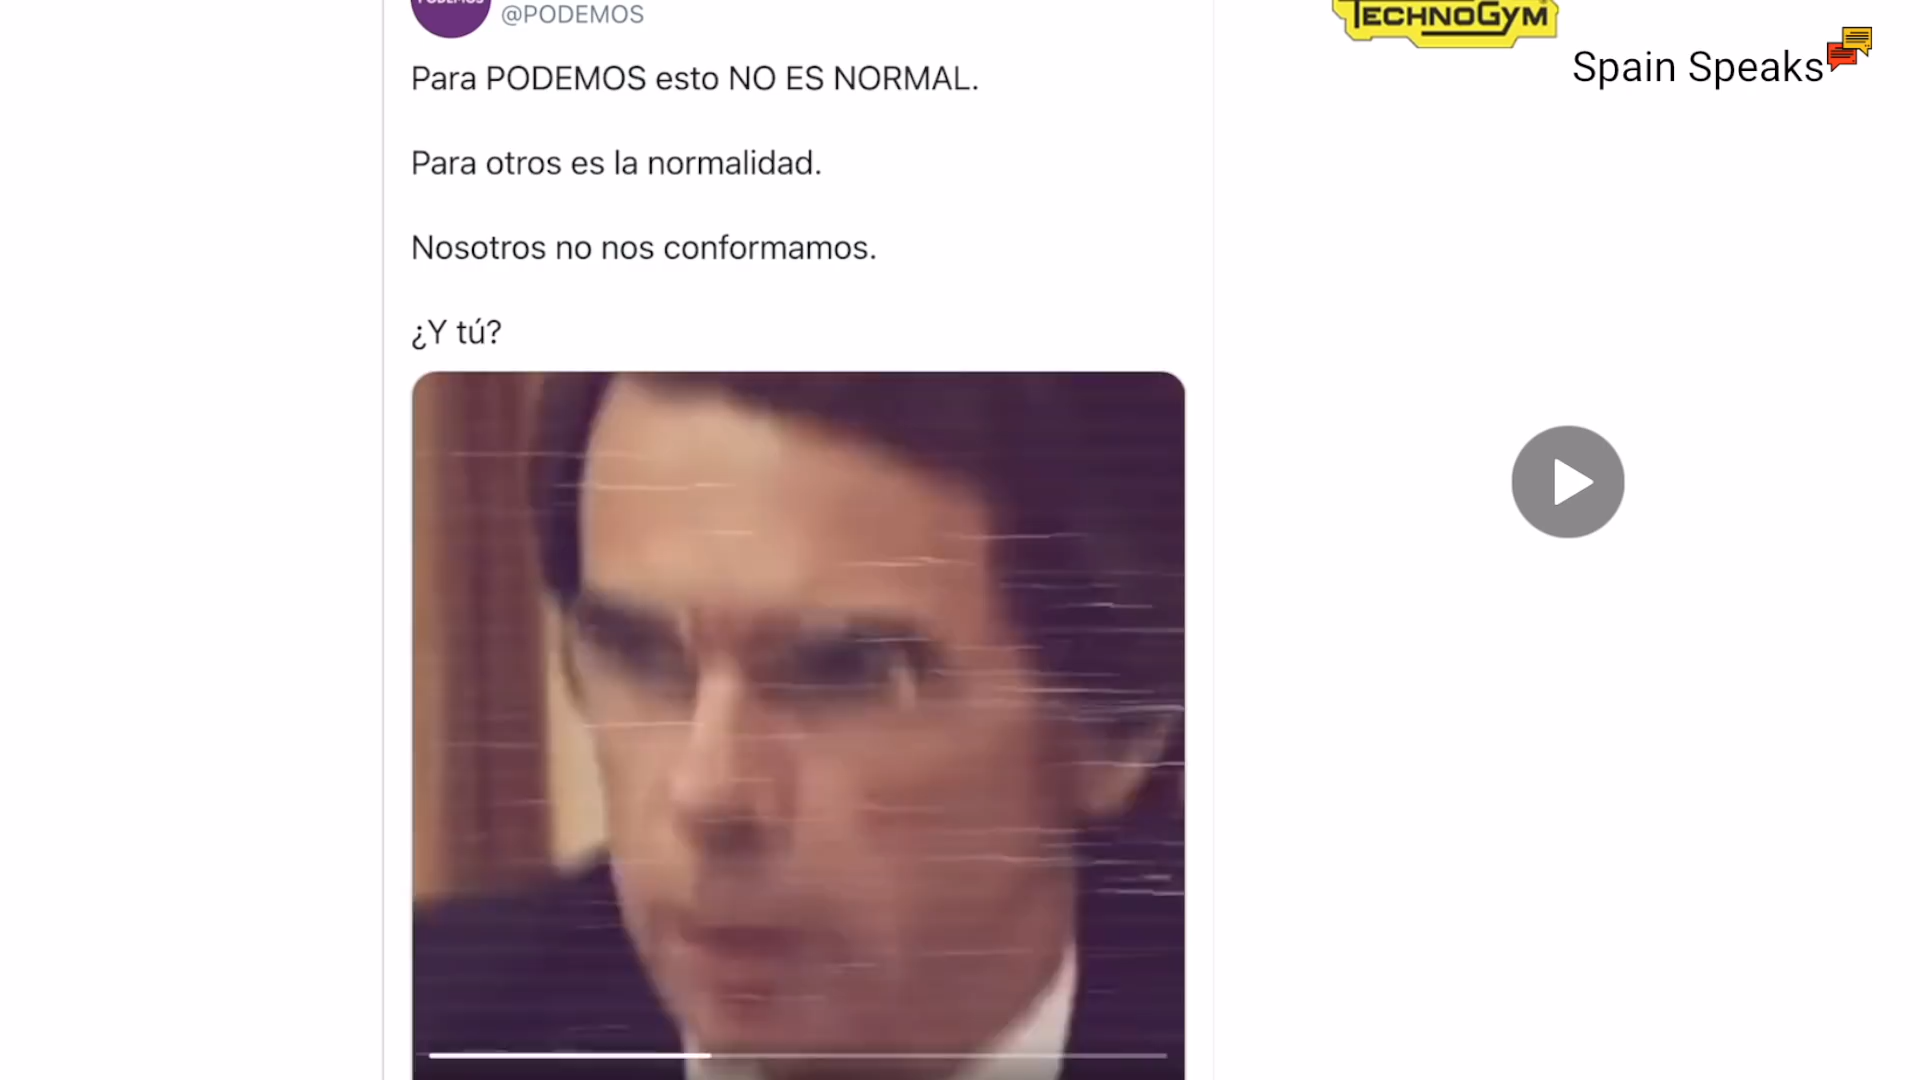 PODEMOS
@PODEMOS
TECHNOGYM
Spain Speaks
Para PODEMOS esto NO ES NORMAL.
Para otros es la normalidad.
Nosotros no nos conformamos.
¿Y tú?